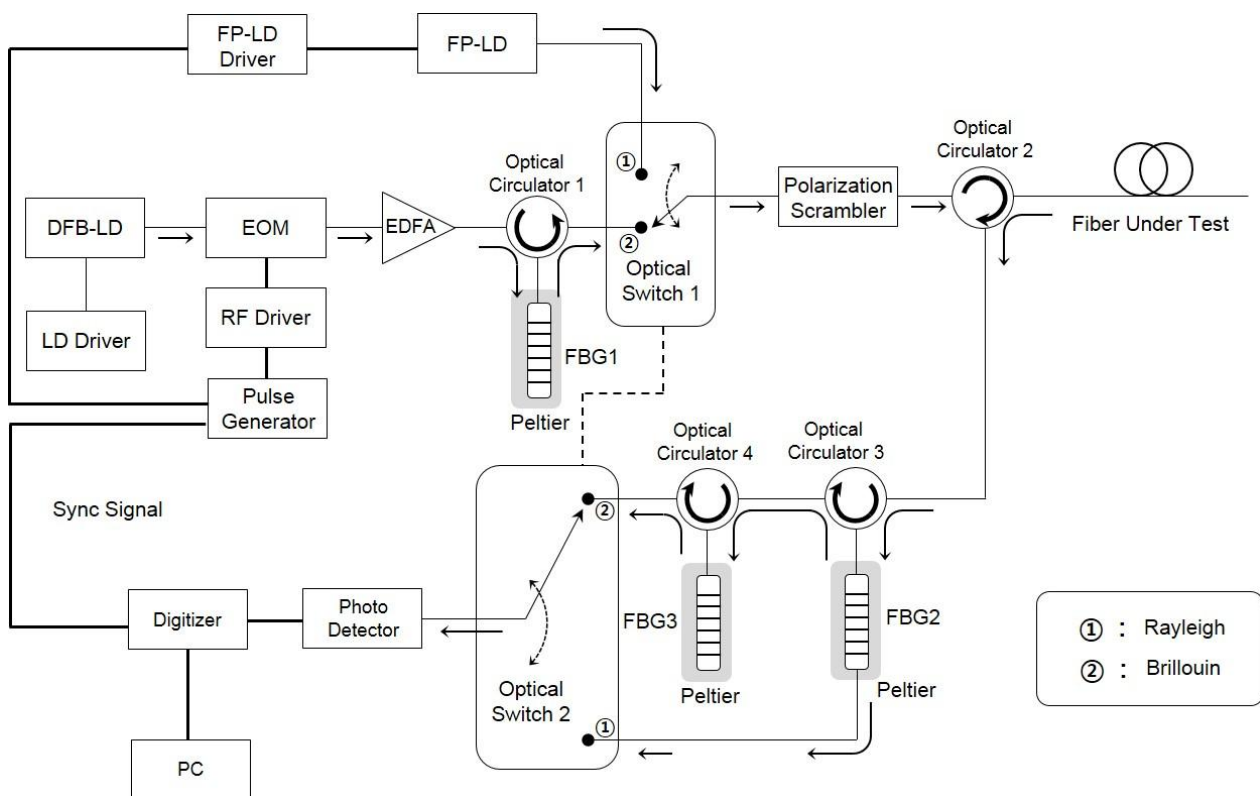 FP-LD
Driver
FP-LD
Optical
Circulator 1
①
②
Optical
Switch 1
Polarization
Scrambler
Optical
Circulator 2
Fiber Under Test
DFB-LD
EOM
EDFA
LD Driver
RF Driver
Pulse
Generator
FBG1
Peltier
Sync Signal
Optical
Circulator 4
Optical
Circulator 3
②
Digitizer
Photo
Detector
FBG3
FBG2
Peltier
Peltier
Optical
Switch 2
①
PC
① : Rayleigh
② : Brillouin